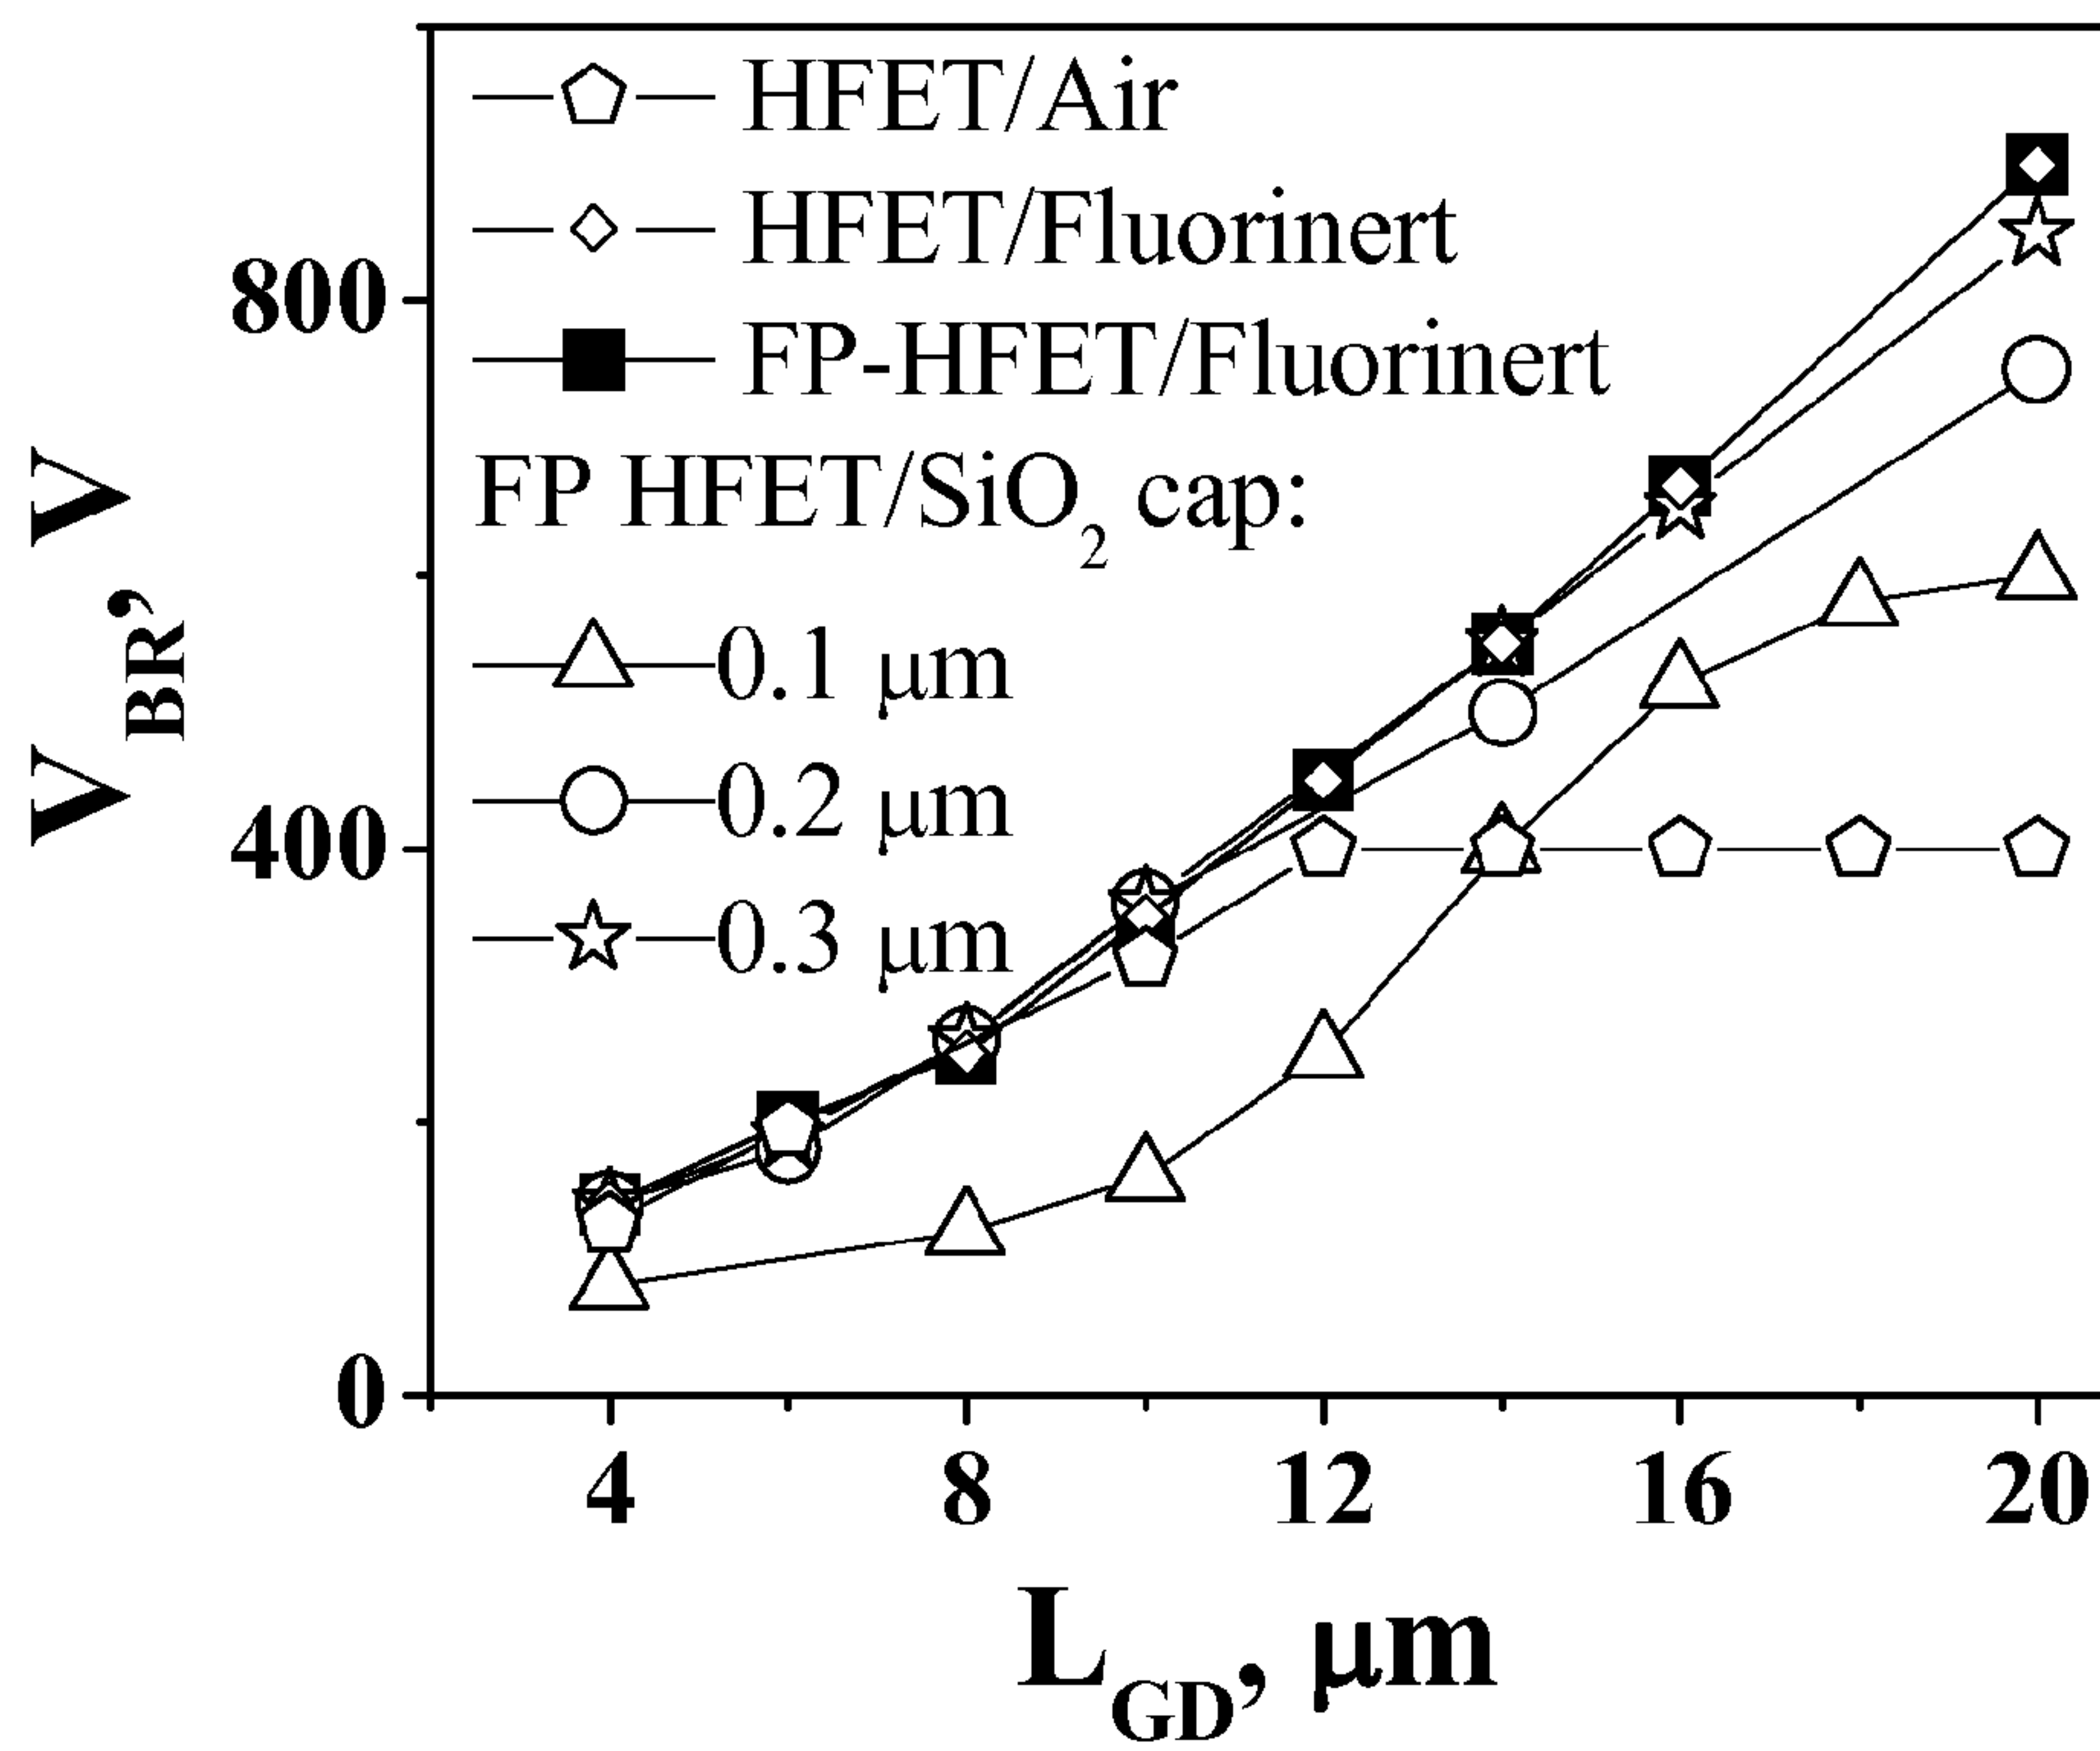 HFET/Air
HFET/Fluorinert
FP-HFET/Fluorinert
FP HFET/SiO2 cap:
0.1 μm
0.2 μm
0.3 μm
VBR, V
800
400
0
4 8 12 16 20
LGD, μm